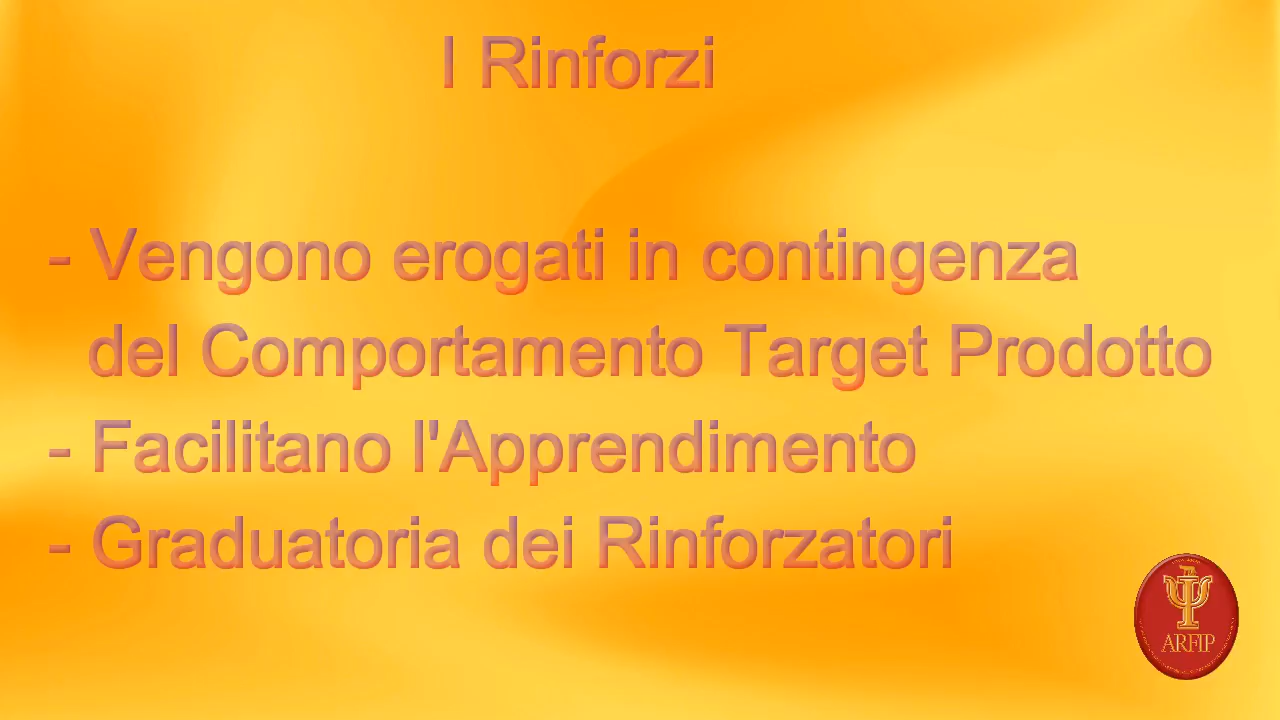 I Rinforzi
- Vengono erogati in contingenza
del Comportamento Target Prodotto
- Facilitano l'Apprendimento
- Graduatoria dei Rinforzatori
ARFIP